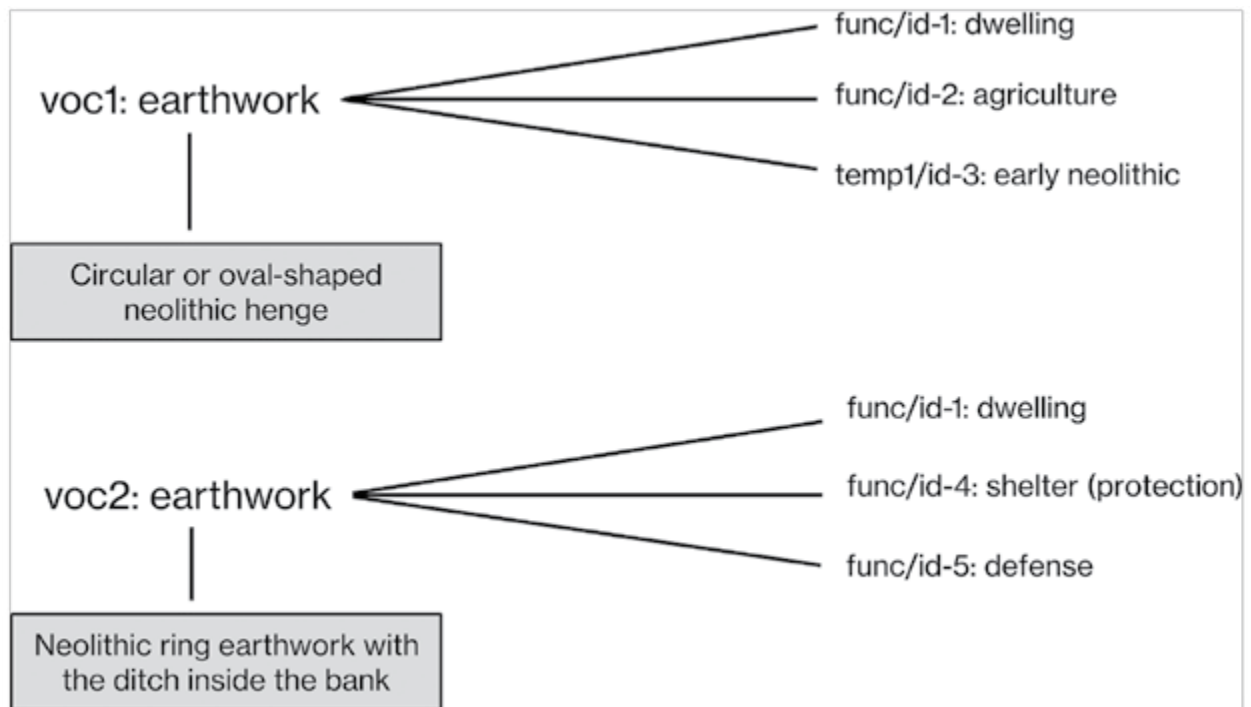 func/id-1: dwelling
voc1: earthwork
func/id-2: agriculture
temp1/id-3: early neolithic
Circular or oval-shaped
neolithic henge
func/id-1: dwelling
voc2: earthwork
func/id-4: shelter (protection)
func/id-5: defense
Neolithic ring earthwork with
the ditch inside the bank